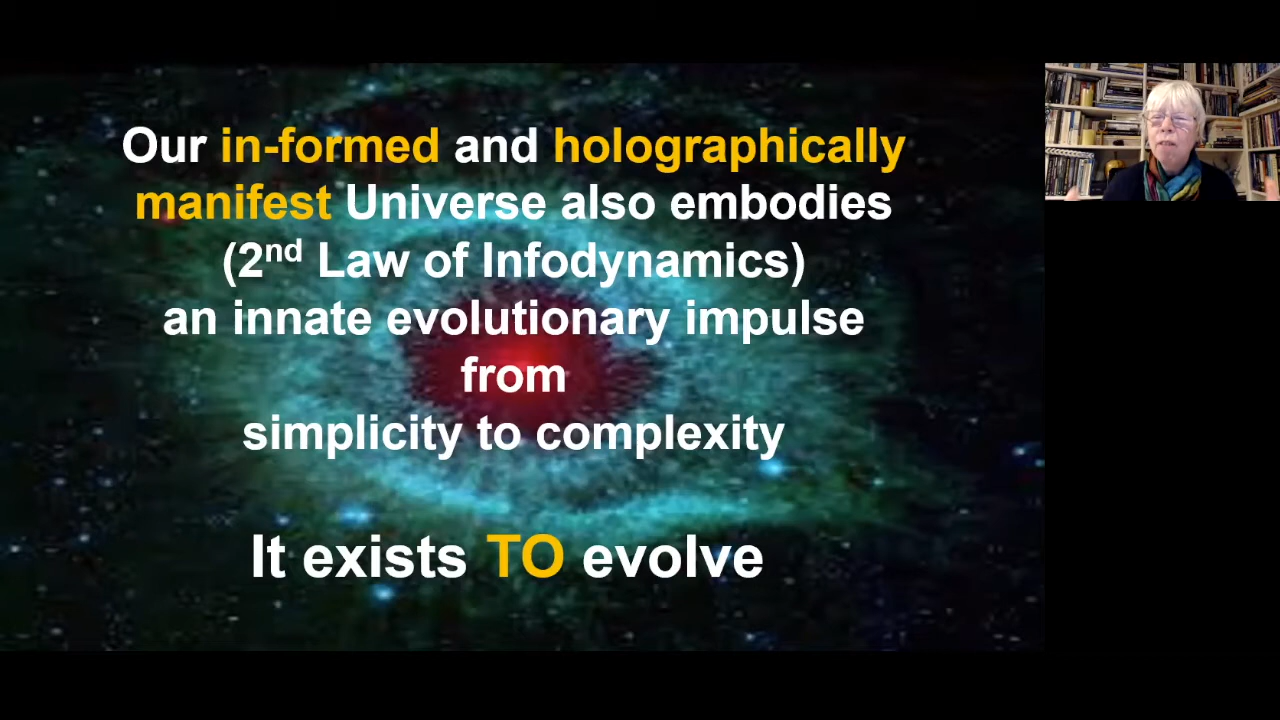 Our in-formed and holographically
manifest Universe also embodies
(2nd Law of Infodynamics)
an innate evolutionary impulse
from
simplicity to complexity
It exists TO evolve